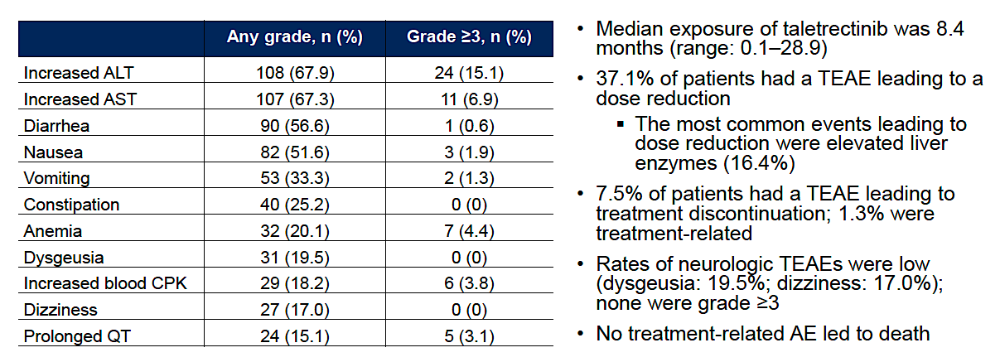 Any grade, n (%) Grade ≥3, n (%)
Increased ALT 108 (67.9) 24 (15.1)
Increased AST 107 (67.3) 11 (6.9)
Diarrhea 90 (56.6) 1 (0.6)
Nausea 82 (51.6) 3 (1.9)
Vomiting 53 (33.3) 2 (1.3)
Constipation 40 (25.2) 0 (0)
Anemia 32 (20.1) 7 (4.4)
Dysgeusia 31 (19.5) 0 (0)
Increased blood CPK 29 (18.2) 6 (3.8)
Dizziness 27 (17.0) 0 (0)
Prolonged QT 24 (15.1) 5 (3.1)
• Median exposure of taletrectinib was 8.4
months (range: 0.1–28.9)
• 37.1% of patients had a TEAE leading to a
dose reduction
▪ The most common events leading to
dose reduction were elevated liver
enzymes (16.4%)
• 7.5% of patients had a TEAE leading to
treatment discontinuation; 1.3% were
treatment-related
• Rates of neurologic TEAEs were low
(dysgeusia: 19.5%; dizziness: 17.0%);
none were grade ≥3
• No treatment-related AE led to death